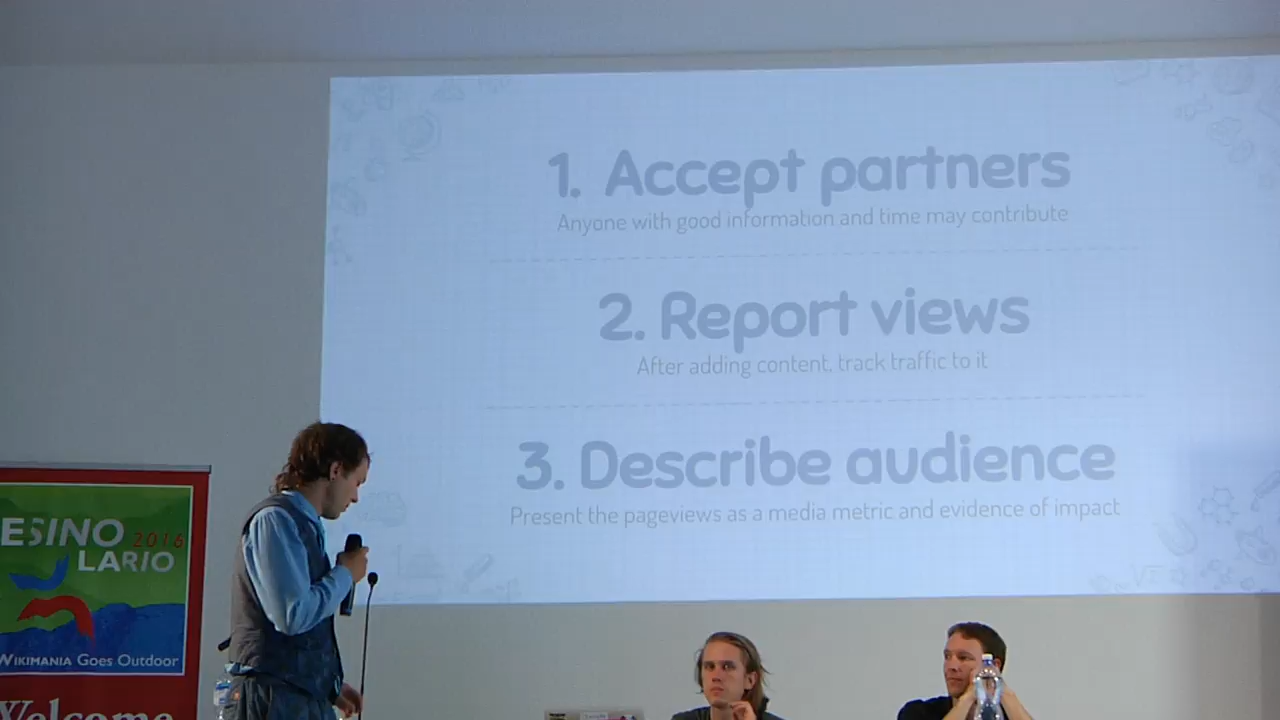 1. Accept partners
Anyone with good information and time may contribute
2. Report views
After adding content, track traffic to it
3. Describe audience
Present the pageviews as a media metric and evidence of impact
ESINO 2016
LARIO
WIKIMANIA Goes Outdoor
Welcome